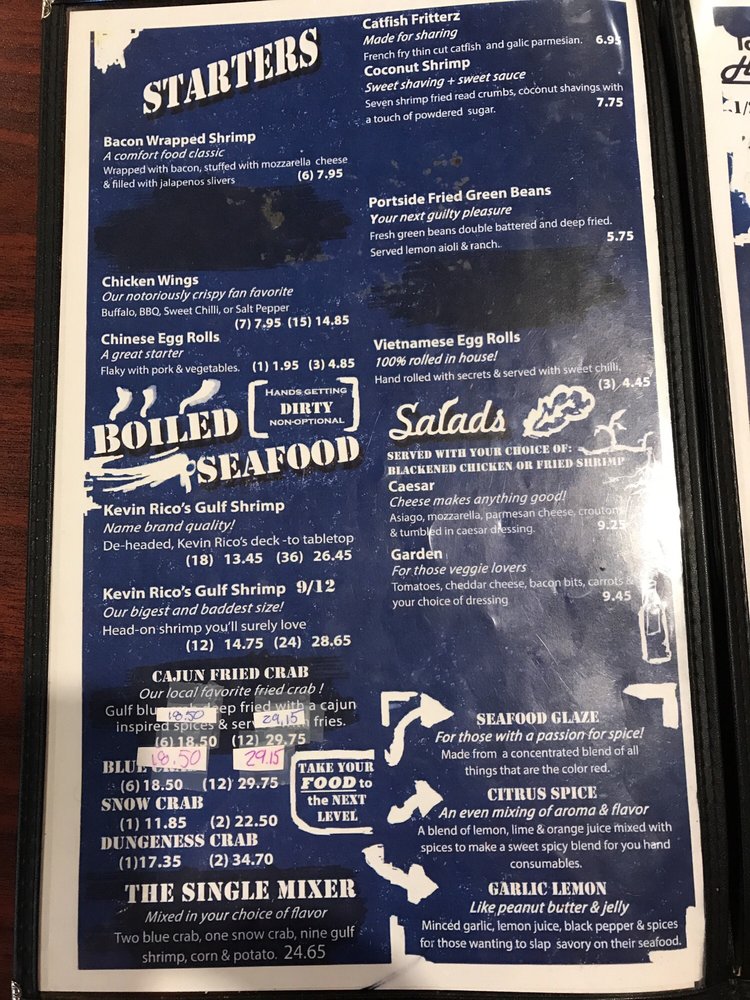 STARTERS
Bacon Wrapped Shrimp
A comfort food classic
Wrapped with bacon, stuffed with mozzarella cheese
& filled with jalapenos slivers (6) 7.95
Chicken Wings
Our notoriously crispy fan favorite
Buffalo, BBQ, Sweet Chilli, or Salt Pepper
(7) 7.95 (15) 14.85
Chinese Egg Rolls
A great starter
Flaky with pork & vegetables. (1) 1.95 (3) 4.85
Catfish Fritterz
Made for sharing
French fry thin cut catfish and galic parmesian. 6.95
Coconut Shrimp
Sweet shaving + sweet sauce
Seven shrimp fried read crumbs, coconut shavings with
a touch of powdered sugar. 7.75
Portside Fried Green Beans
Your next guilty pleasure
Fresh green beans double battered and deep fried.
Served lemon aioli & ranch. 5.75
Vietnamese Egg Rolls
100% rolled in house!
Hand rolled with secrets & served with sweet chilli.
(3) 4.45
BOILED
SEAFOOD
HANDS GETTING
DIRTY
NON-OPTIONAL
Kevin Rico's Gulf Shrimp
Name brand quality!
De-headed, Kevin Rico's deck -to tabletop
(18) 13.45 (36) 26.45
Kevin Rico's Gulf Shrimp 9/12
Our bigest and baddest size!
Head-on shrimp you'll surely love
(12) 14.75 (24) 28.65
CAJUN FRIED CRAB
Our local favorite fried crab !
Gulf deep fried with a cajun
inspired spices & fries.
18.50 29,15
(6) 18.50 (12) 29.75
18.50 29.15
(6) 18.50 (12) 29.75
SNOW CRAB
(1) 11.85 (2) 22.50
DUNGENESS CRAB
(1)17.35 (2) 34.70
THE SINGLE MIXER
Mixed in your choice of flavor
Two blue crab, one snow crab, nine gulf
shrimp, corn & potato. 24.65
TAKE YOUR
FOOD to
the NEXT
LEVEL
Salads
SERVED WITH YOUR CHOICE OF:
BLACKENED CHICKEN OR FRIED SHRIMP
Caesar
Cheese makes anything good!
Asiago, mozzarella, parmesan cheese, croutons
& tumbled in caesar dressing. 9.25
Garden
For those veggie lovers
Tomatoes, cheddar cheese, bacon bits, carrots &
your choice of dressing 9.45
SEAFOOD GLAZE
For those with a passion for spice!
Made from a concentrated blend of all
things that are the color red.
CITRUS SPICE
An even mixing of aroma & flavor
A blend of lemon, lime & orange juice mixed with
spices to make a sweet spicy blend for you hand
consumables.
GARLIC LEMON
Like peanut butter & jelly
Minced garlic, lemon juice, black pepper & spices
for those wanting to slap savory on their seafood.